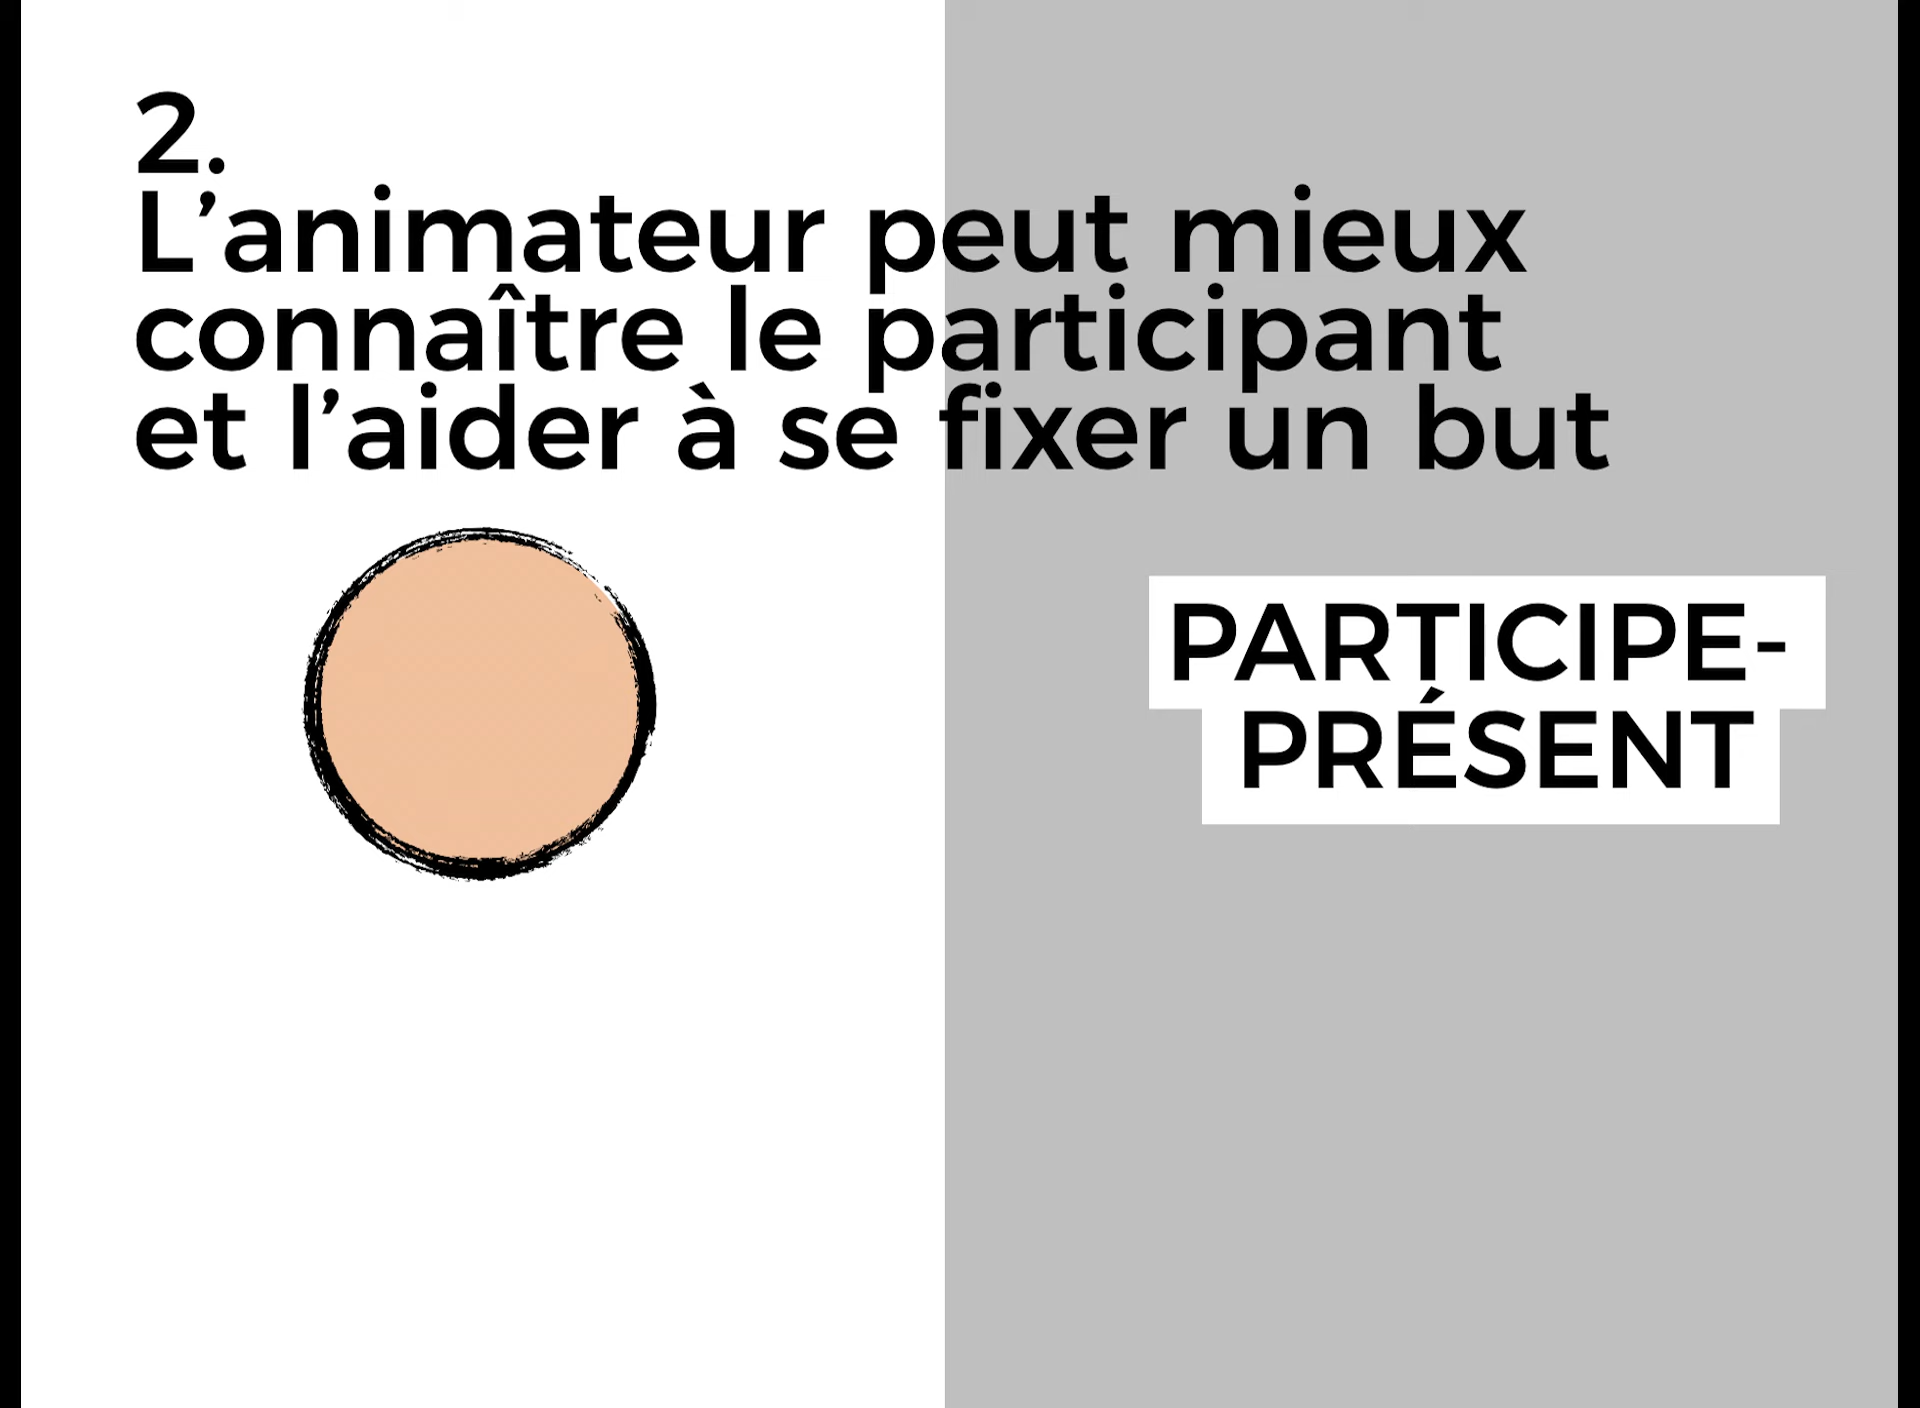 2.
L’animateur peut mieux
connaître le participant
et l’aider à se fixer un but
PARTICIPE-
PRÉSENT